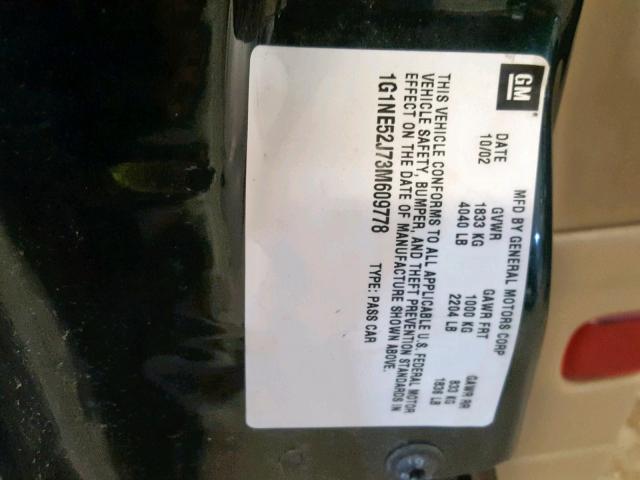 GM
MFD BY GENERAL MOTORS CORP
DATE GVWR GAWR FRT GAWR RR
10/02 1833 KG 1000 KG 833 KG
4040 LB 2204 LB 1836 LB
THIS VEHICLE CONFORMS TO ALL APPLICABLE U.S. FEDERAL MOTOR
VEHICLE SAFETY, BUMPER, AND THEFT PREVENTION STANDARDS IN
EFFECT ON THE DATE OF MANUFACTURE SHOWN ABOVE.
1G1NE52J73M609778 TYPE: PASS CAR